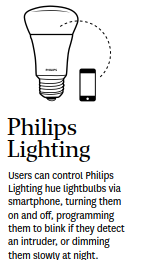 PHILIPS
Philips
Lighting
Users can control Philips
Lighting hue lightbulbs via
smartphone, turning them
on and off, programming
them to blink if they detect
an intruder, or dimming
them slowly at night.